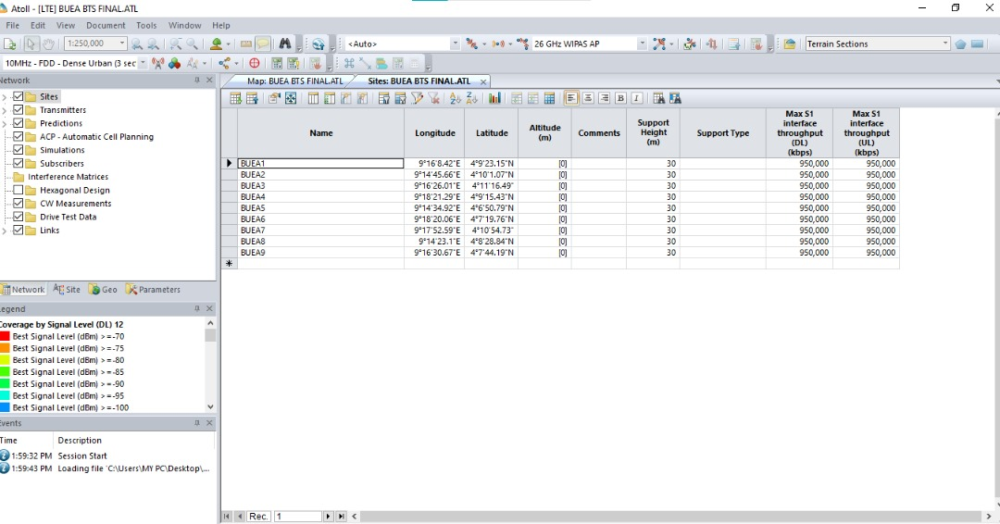 Atoll - [LTE] BUEA BTS FINAL.ATL
File Edit View Document Tools Window Help
1:250,000 <Auto> 26 GHz WIPAS AP Terrain Sections
10MHz - FDD - Dense Urban (3 sec
Network
Map: BUEA BTS FINAL.ATL Sites: BUEA BTS FINAL.ATL
Sites
Transmitters
Predictions
ACP - Automatic Cell Planning
Simulations
Subscribers
Interference Matrices
Hexagonal Design
CW Measurements
Drive Test Data
Links
Network Site Geo Parameters
Legend
Coverage by Signal Level (DL) 12
Best Signal Level (dBm) >=-70
Best Signal Level (dBm) >=-75
Best Signal Level (dBm) >=-80
Best Signal Level (dBm) >=-85
Best Signal Level (dBm) >=-90
Best Signal Level (dBm) >=-95
Best Signal Level (dBm) >=-100
Events
Time Description
1:59:32 PM Session Start
1:59:43 PM Loading file 'C:\Users\MY PC\Desktop\...
Name Longitude Latitude Altitude (m) Comments Support Height (m) Support Type Max S1 interface throughput (DL) (kbps) Max S1 interface throughput (UL) (kbps)
BUEA1 9°16'8.42"E 4°9'23.15"N [0] 30 950,000 950,000
BUEA2 9°14'45.66"E 4°10'1.07"N [0] 30 950,000 950,000
BUEA3 9°16'26.01"E 4°11'16.49" [0] 30 950,000 950,000
BUEA4 9°18'21.29"E 4°9'15.43"N [0] 30 950,000 950,000
BUEA5 9°14'34.92"E 4°6'50.79"N [0] 30 950,000 950,000
BUEA6 9°18'20.06"E 4°7'19.76"N [0] 30 950,000 950,000
BUEA7 9°17'52.59"E 4°10'54.73" [0] 30 950,000 950,000
BUEA8 9°14'23.1"E 4°8'28.84"N [0] 30 950,000 950,000
BUEA9 9°16'30.67"E 4°7'44.19"N [0] 30 950,000 950,000
Rec. 1